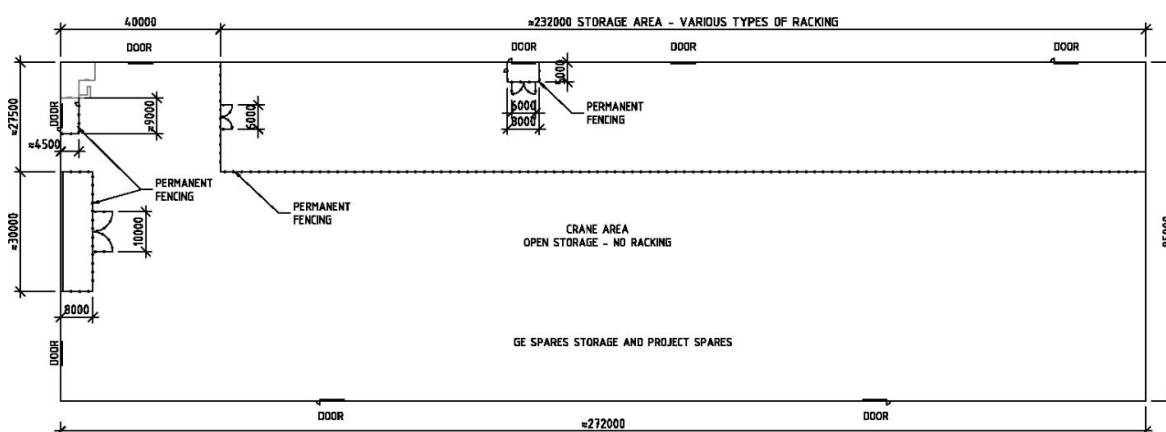 40000
≈232000 STORAGE AREA - VARIOUS TYPES OF RACKING
DOOR
DOOR
DOOR
DOOR
≈27500
DOOR
≈9000
6000
5000
6000
8000
PERMANENT
FENCING
≈4500
PERMANENT
FENCING
PERMANENT
FENCING
≈30000
10000
CRANE AREA
OPEN STORAGE - NO RACKING
8000
GE SPARES STORAGE AND PROJECT SPARES
DOOR
DOOR
DOOR
≈272000